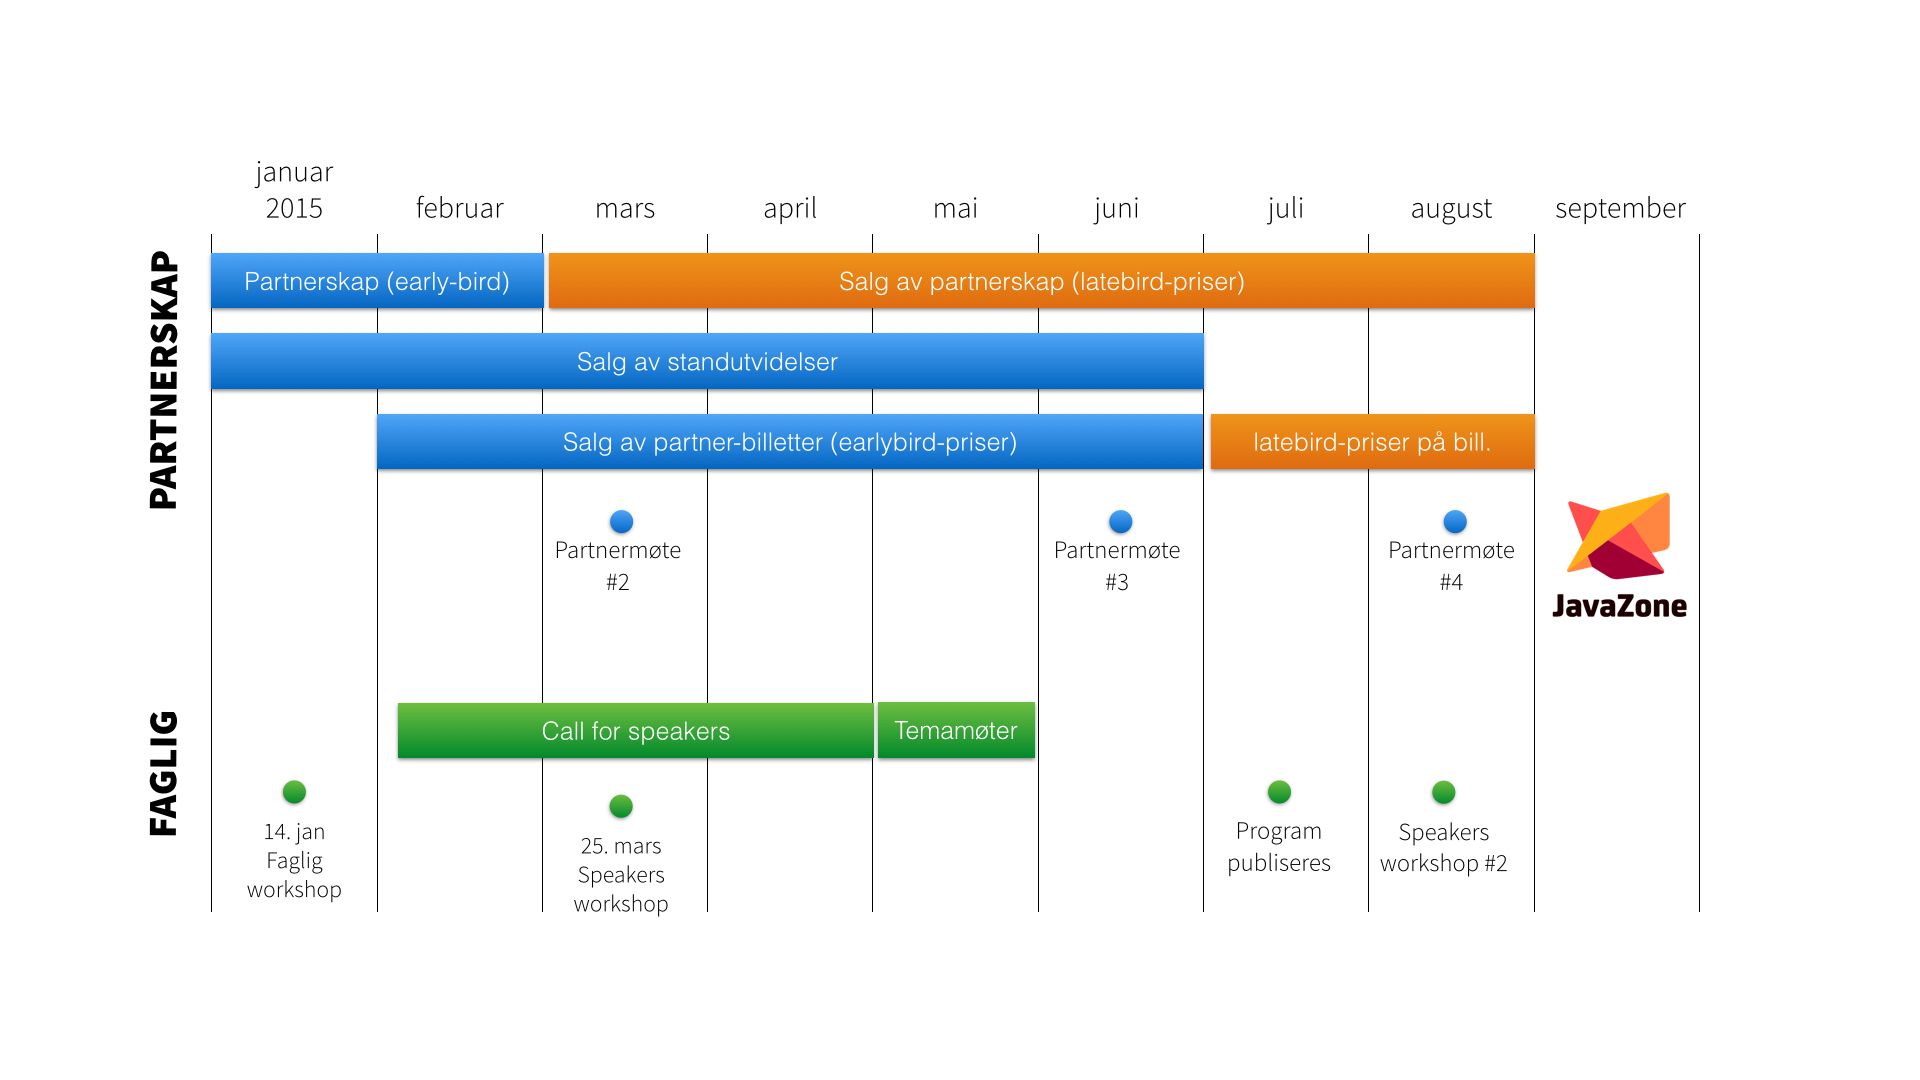 januar
2015
februar
mars
april
mai
juni
juli
august
september
PARTNERSKAP
Partnerskap (early-bird)
Salg av partnerskap (latebird-priser)
Salg av standutvidelser
Salg av partner-billetter (earlybird-priser)
latebird-priser på bill.
Partnermøte
#2
Partnermøte
#3
Partnermøte
#4
JavaZone
FAGLIG
Call for speakers
Temamøter
14. jan
Faglig
workshop
25. mars
Speakers
workshop
Program
publiseres
Speakers
workshop #2